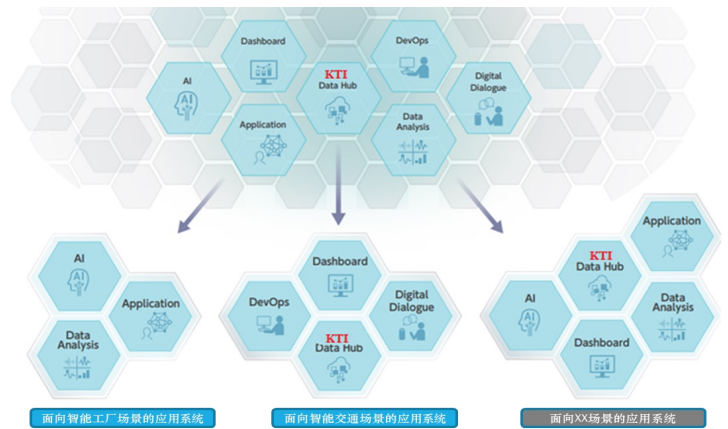 Dashboard
DevOps
AI
KTI
Data Hub
Digital
Dialogue
Application
Data
Analysis
AI
Application
Data
Analysis
Dashboard
DevOps
Digital
Dialogue
KTI
Data Hub
Application
KTI
Data Hub
AI
Data
Analysis
Dashboard
面向智能工厂场景的应用系统
面向智能交通场景的应用系统
面向XX场景的应用系统